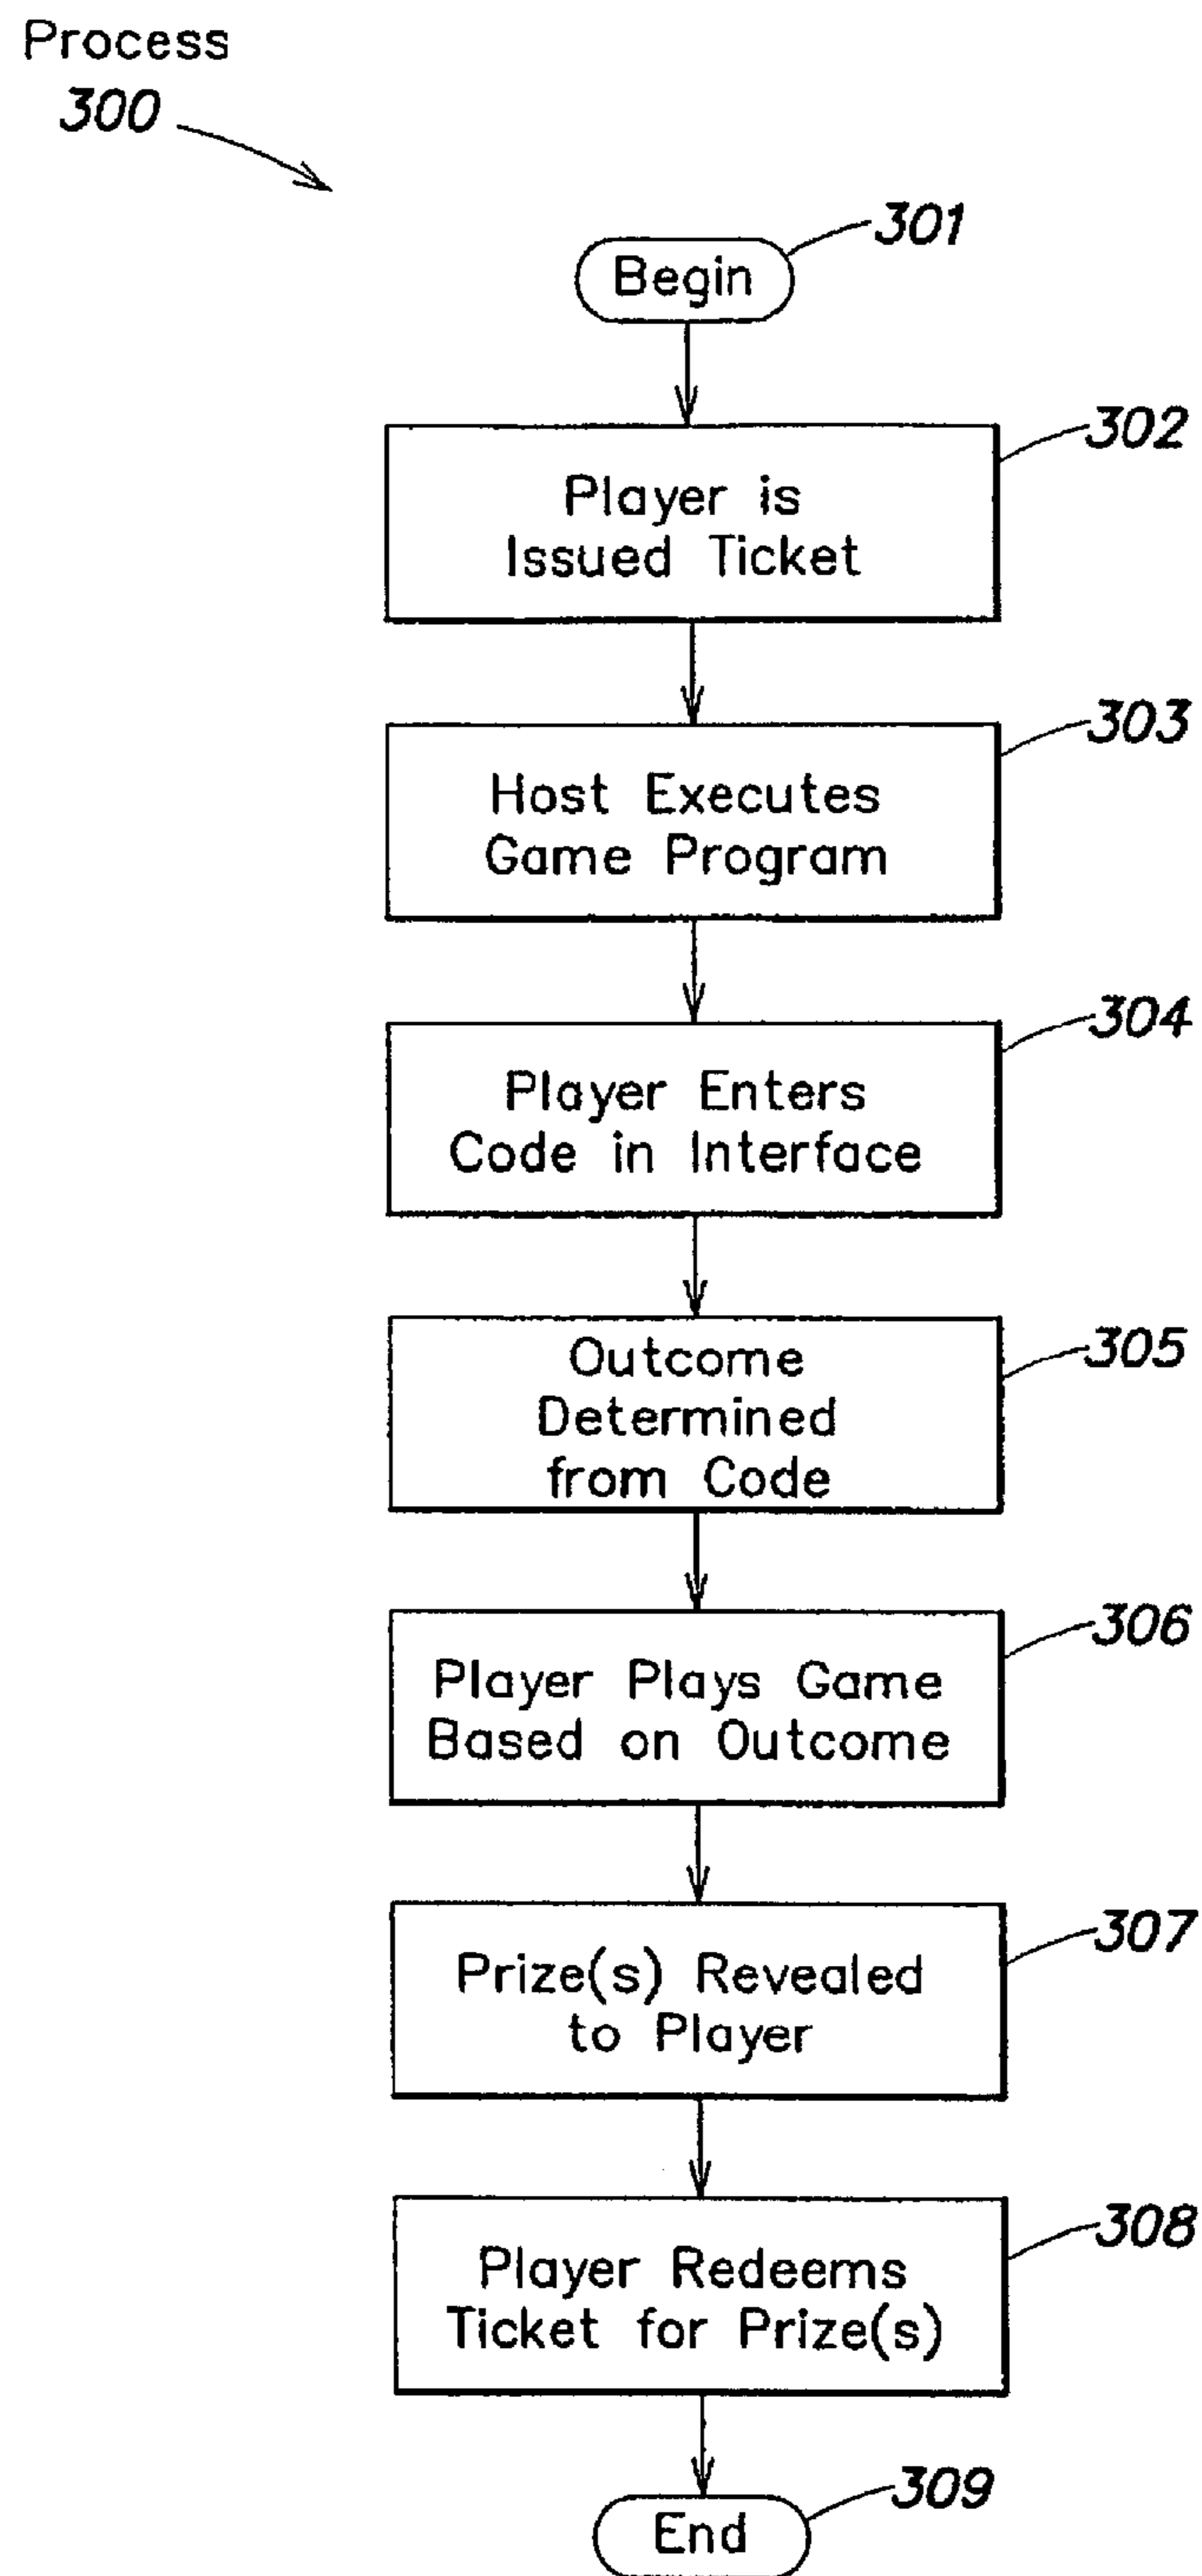 Process
300
301
Begin
302
Player is
Issued Ticket
303
Host Executes
Game Program
304
Player Enters
Code in Interface
305
Outcome
Determined
from Code
306
Player Plays Game
Based on Outcome
307
Prize(s) Revealed
to Player
308
Player Redeems
Ticket for Prize(s)
309
End